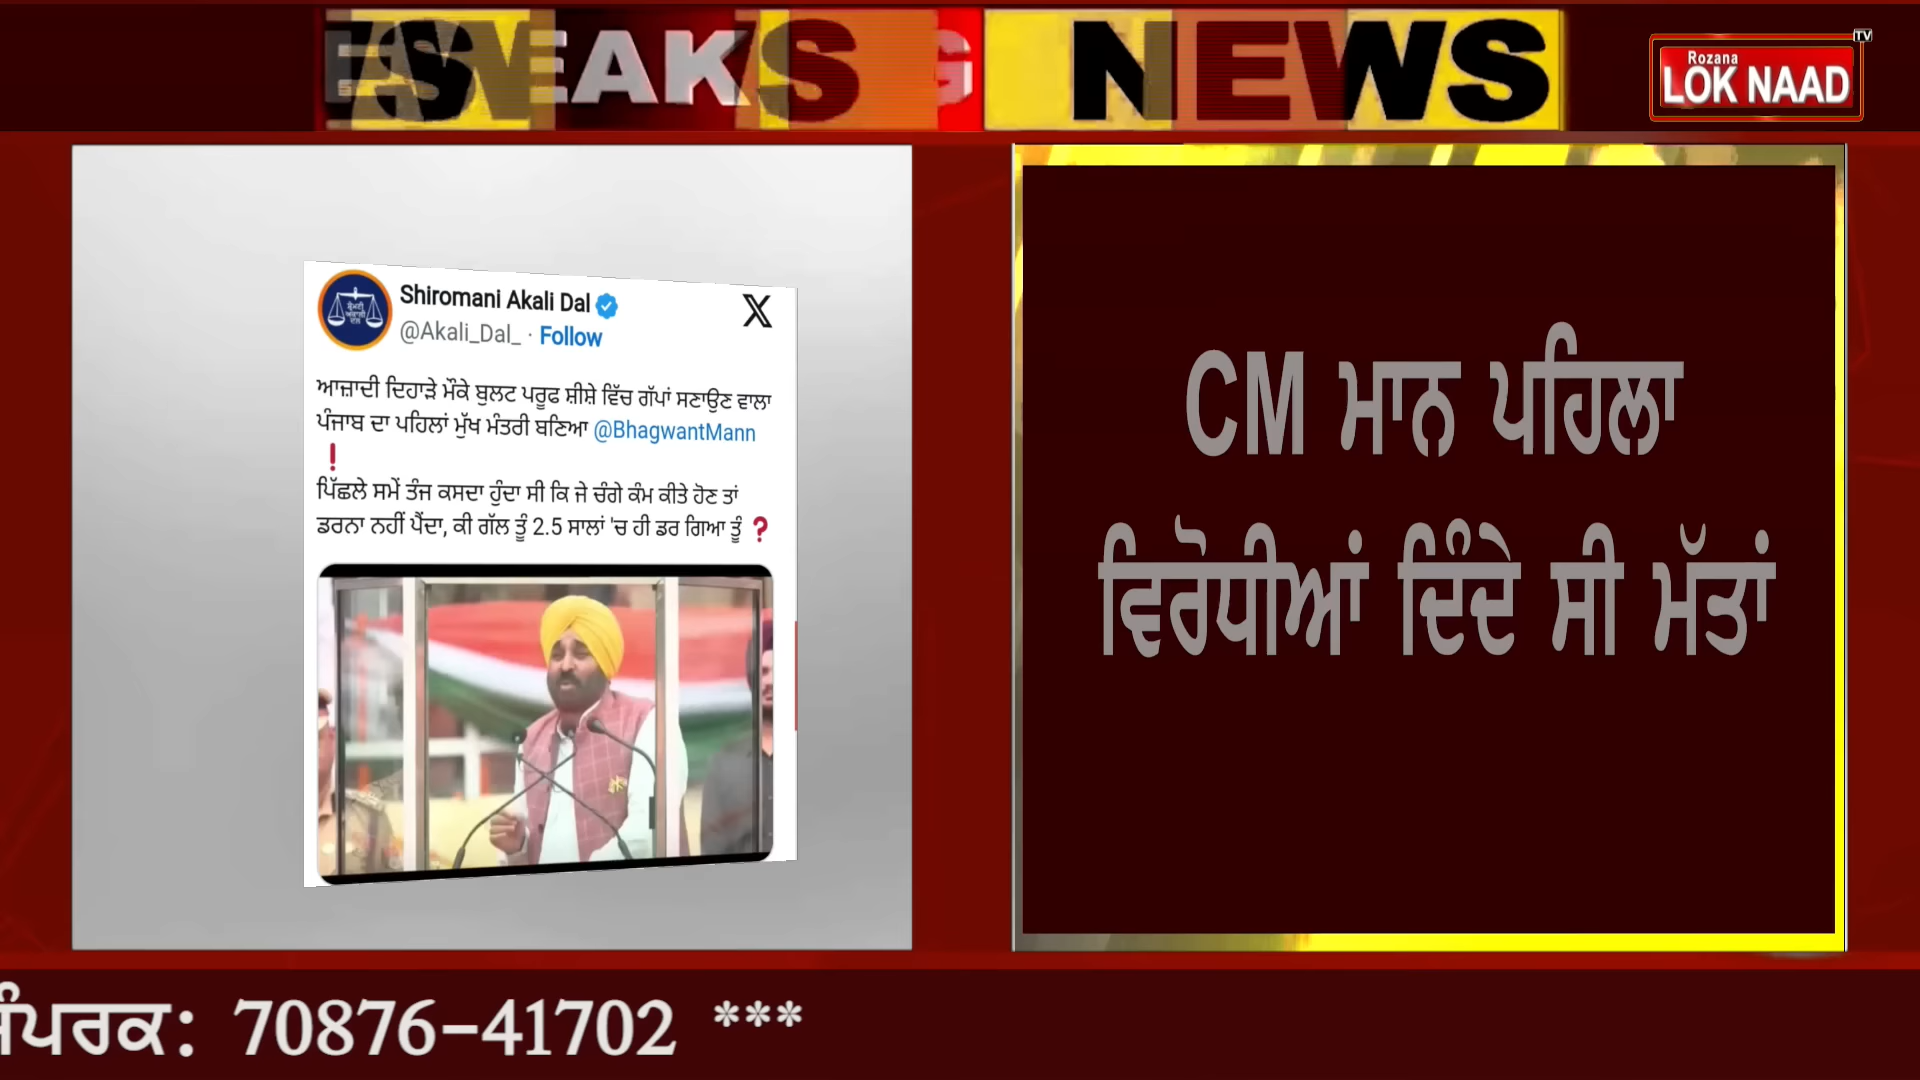 EAKS
NEWS
Rozana
LOK NAAD
TV
Shiromani Akali Dal
@Akali_Dal_ · Follow
ਆਜ਼ਾਦੀ ਦਿਹਾੜੇ ਮੌਕੇ ਬੁਲਟ ਪਰੂਫ ਸ਼ੀਸ਼ੇ ਵਿੱਚ ਗੱਪਾਂ ਸਣਾਉਣ ਵਾਲਾ
ਪੰਜਾਬ ਦਾ ਪਹਿਲਾਂ ਮੁੱਖ ਮੰਤਰੀ ਬਣਿਆ @BhagwantMann
❗
ਪਿੱਛਲੇ ਸਮੇਂ ਤੰਜ ਕਸਦਾ ਹੁੰਦਾ ਸੀ ਕਿ ਜੇ ਚੰਗੇ ਕੰਮ ਕੀਤੇ ਹੋਣ ਤਾਂ
ਡਰਨਾ ਨਹੀਂ ਪੈਂਦਾ, ਕੀ ਗੱਲ ਤੂੰ 2.5 ਸਾਲਾਂ 'ਚ ਹੀ ਡਰ ਗਿਆ ਤੂੰ ❓
CM ਮਾਨ ਪਹਿਲਾ
ਵਿਰੋਧੀਆਂ ਦਿੰਦੇ ਸੀ ਮੱਤਾਂ
ਸੰਪਰਕ: 70876-41702 ***